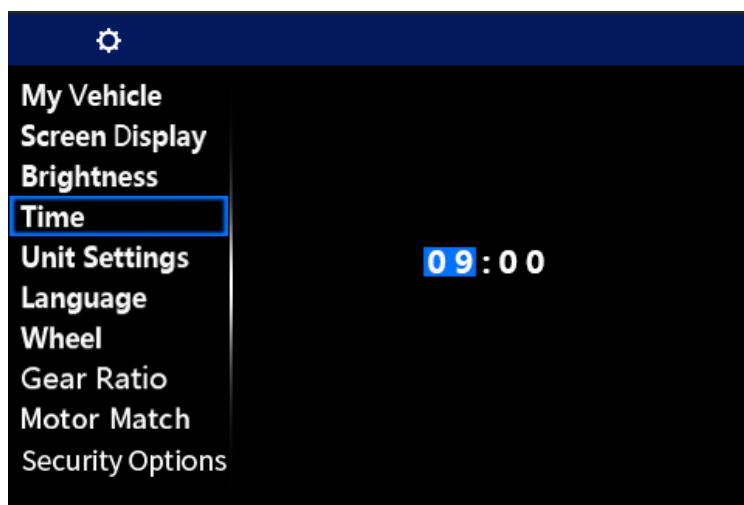 My Vehicle
Screen Display
Brightness
Time
Unit Settings
09:00
Language
Wheel
Gear Ratio
Motor Match
Security Options